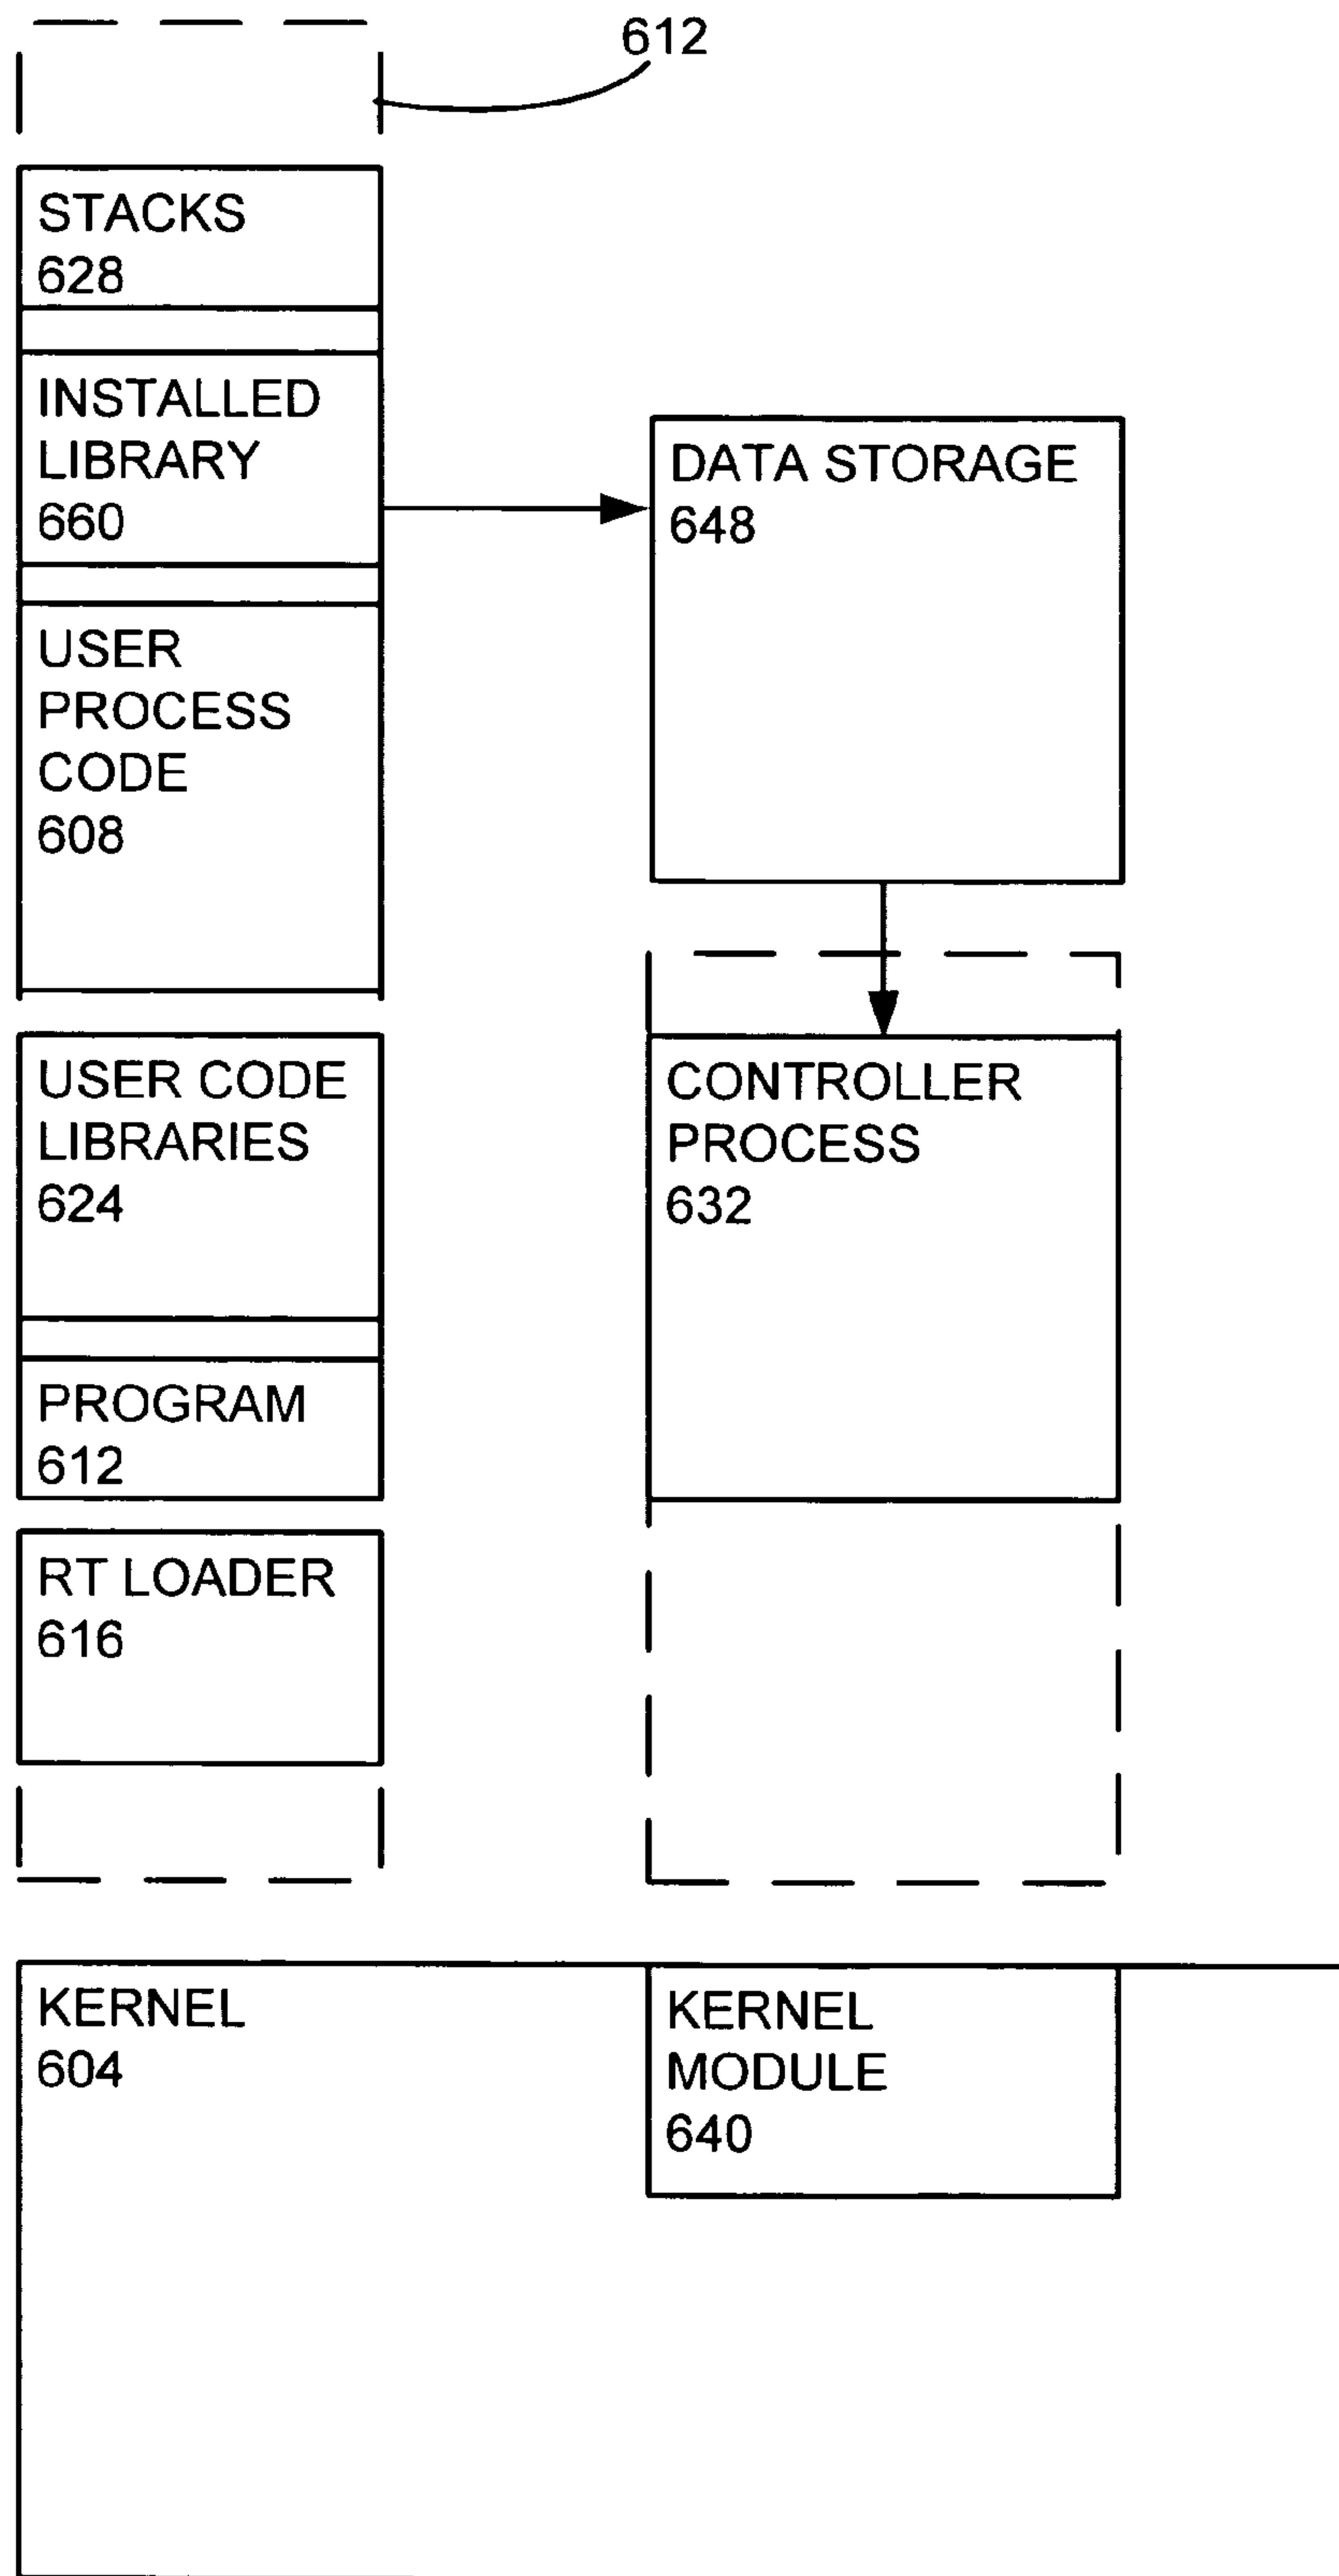 612
STACKS
628
INSTALLED
LIBRARY
660
DATA STORAGE
648
USER
PROCESS
CODE
608
USER CODE
LIBRARIES
624
CONTROLLER
PROCESS
632
PROGRAM
612
RT LOADER
616
KERNEL
604
KERNEL
MODULE
640